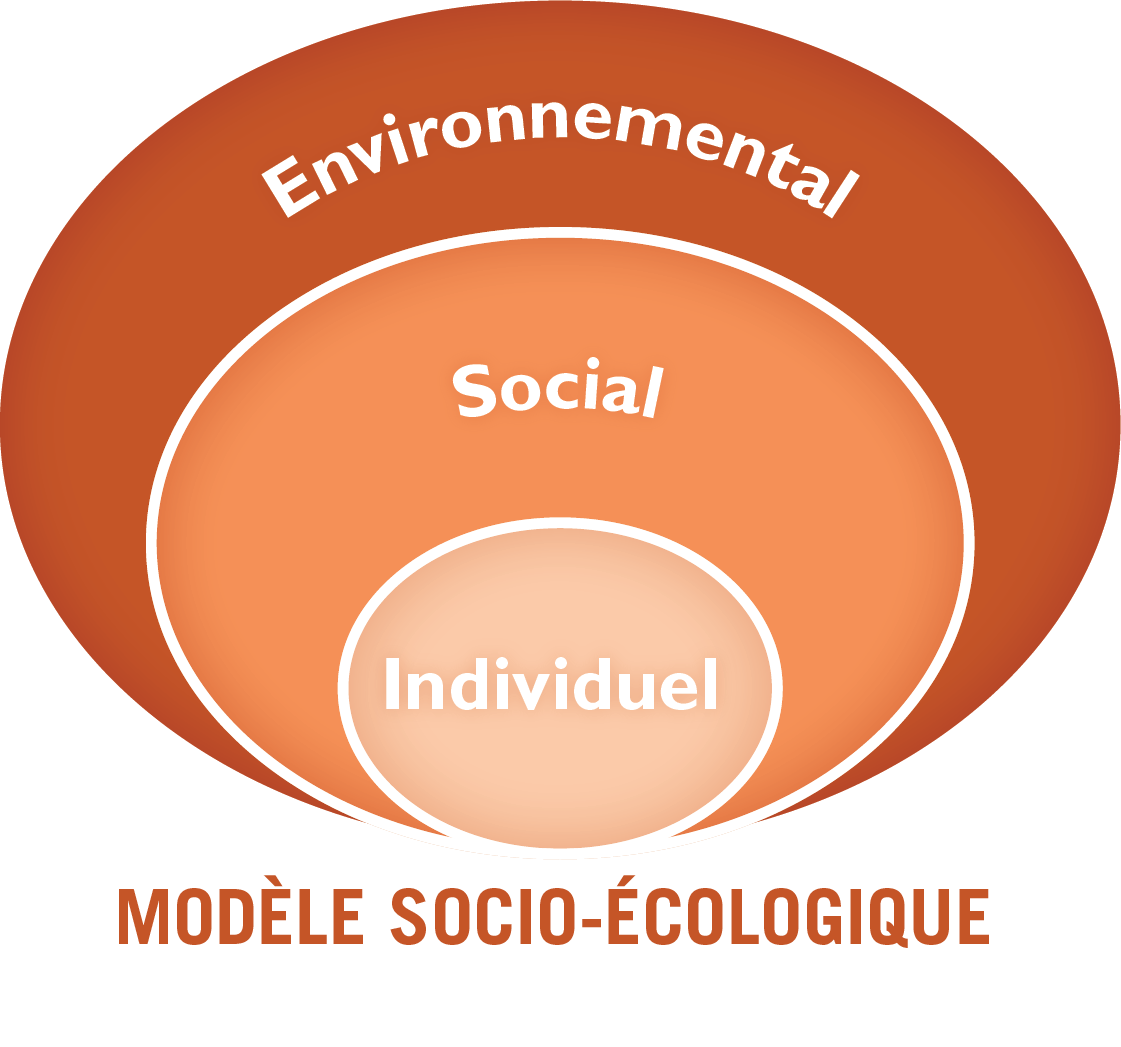 Environnemental
Social
Individuel
MODÈLE SOCIO-ÉCOLOGIQUE